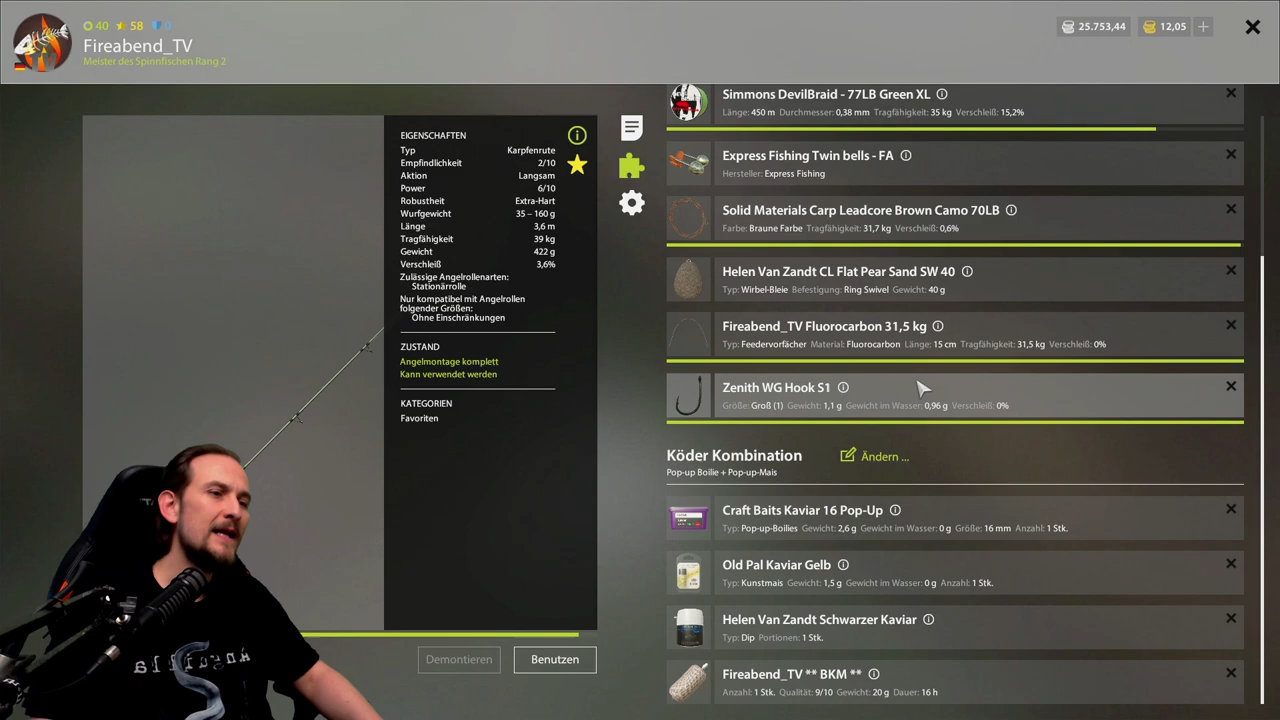 40 58 0
Fireabend_TV
Meister des Spinnfischen Rang 2
25.753,44 12,05
EIGENSCHAFTEN
Typ Karpfenrute
Empfindlichkeit 2/10
Aktion Langsam
Power 6/10
Robustheit Extra-Hart
Wurfgewicht 35 – 160 g
Länge 3,6 m
Tragfähigkeit 39 kg
Gewicht 422 g
Verschleiß 3,6%
Zulässige Angelrollenarten:
Stationärrolle
Nur kompatibel mit Angelrollen
folgender Größen:
Ohne Einschränkungen
ZUSTAND
Angelmontage komplett
Kann verwendet werden
KATEGORIEN
Favoriten
Demontieren Benutzen
Simmons DevilBraid - 77LB Green XL
Länge: 450 m Durchmesser: 0,38 mm Tragfähigkeit: 35 kg Verschleiß: 15,2%
Express Fishing Twin bells - FA
Hersteller: Express Fishing
Solid Materials Carp Leadcore Brown Camo 70LB
Farbe: Braune Farbe Tragfähigkeit: 31,7 kg Verschleiß: 0,6%
Helen Van Zandt CL Flat Pear Sand SW 40
Typ: Wirbel-Bleie Befestigung: Ring Swivel Gewicht: 40 g
Fireabend_TV Fluorocarbon 31,5 kg
Typ: Feedervorfächer Material: Fluorocarbon Länge: 15 cm Tragfähigkeit: 31,5 kg Verschleiß: 0%
Zenith WG Hook S1
Größe: Groß (1) Gewicht: 1,1 g Gewicht im Wasser: 0,96 g Verschleiß: 0%
Köder Kombination Ändern ...
Pop-up Boilie + Pop-up-Mais
Craft Baits Kaviar 16 Pop-Up
Typ: Pop-up-Boilies Gewicht: 2,6 g Gewicht im Wasser: 0 g Größe: 16 mm Anzahl: 1 Stk.
Old Pal Kaviar Gelb
Typ: Kunstmais Gewicht: 1,5 g Gewicht im Wasser: 0 g Anzahl: 1 Stk.
Helen Van Zandt Schwarzer Kaviar
Typ: Dip Portionen: 1 Stk.
Fireabend_TV ** BKM **
Anzahl: 1 Stk. Qualität: 9/10 Gewicht: 20 g Dauer: 16 h